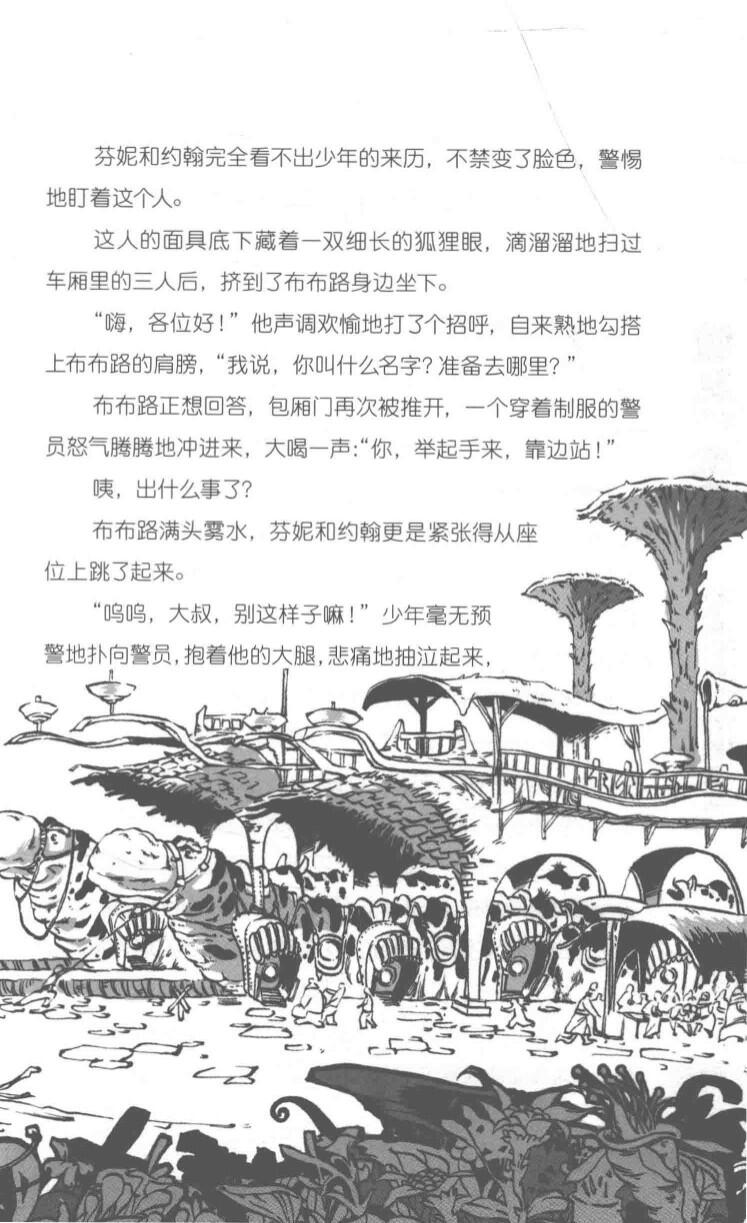 芬妮和约翰完全看不出少年的来历，不禁变了脸色，警惕
地盯着这个人。
这人的面具底下藏着一双细长的狐狸眼，滴溜溜地扫过
车厢里的三人后，挤到了布布路身边坐下。
“嗨，各位好！”他声调欢愉地打了个招呼，自来熟地勾搭
上布布路的肩膀，“我说，你叫什么名字？准备去哪里？”
布布路正想回答，包厢门再次被推开，一个穿着制服的警
员怒气腾腾地冲进来，大喝一声：“你，举起手来，靠边站！”
咦，出什么事了？
布布路满头雾水，芬妮和约翰更是紧张得从座
位上跳了起来。
“呜呜，大叔，别这样子嘛！”少年毫无预
警地扑向警员，抱着他的大腿，悲痛地抽泣起来，